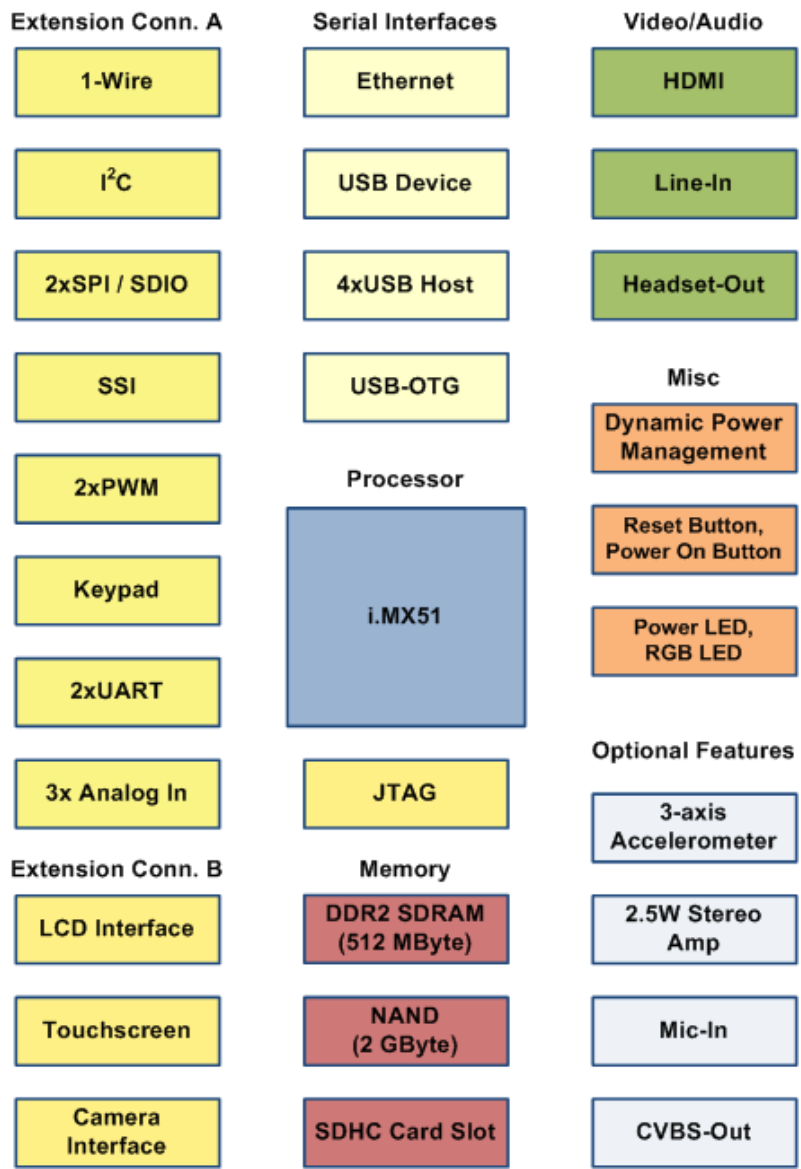 Extension Conn. A
1-Wire
I²C
2xSPI / SDIO
SSI
2xPWM
Keypad
2xUART
3x Analog In
Extension Conn. B
LCD Interface
Touchscreen
Camera
Interface
Serial Interfaces
Ethernet
USB Device
4xUSB Host
USB-OTG
Processor
i.MX51
JTAG
Memory
DDR2 SDRAM
(512 MByte)
NAND
(2 GByte)
SDHC Card Slot
Video/Audio
HDMI
Line-In
Headset-Out
Misc
Dynamic Power
Management
Reset Button,
Power On Button
Power LED,
RGB LED
Optional Features
3-axis
Accelerometer
2.5W Stereo
Amp
Mic-In
CVBS-Out